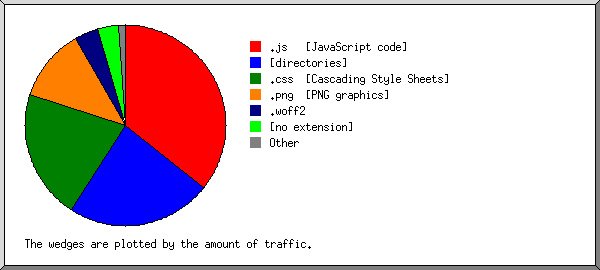 .js [JavaScript code]
[directories]
.css [Cascading Style Sheets]
.png [PNG graphics]
.woff2
[no extension]
Other
The wedges are plotted by the amount of traffic.